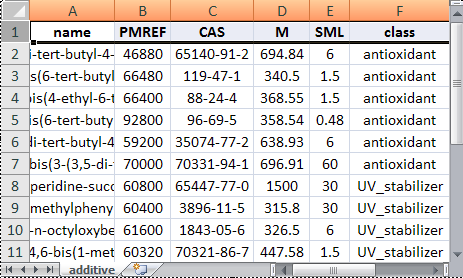 A B C D E F
1 name PMREF CAS M SML class
2 i-tert-butyl-4- 46880 65140-91-2 694.84 6 antioxidant
3 is(6-tert-butyl 66480 119-47-1 340.5 1.5 antioxidant
4 bis(4-ethyl-6-t 66400 88-24-4 368.55 1.5 antioxidant
5 is(6-tert-butyl 92800 96-69-5 358.54 0.48 antioxidant
6 di-tert-butyl-4 59200 35074-77-2 638.93 6 antioxidant
7 bis(3-(3,5-di- 70000 70331-94-1 696.91 60 antioxidant
8 peridine-succ 60800 65447-77-0 1500 30 UV_stabilizer
9 methylpheny 60400 3896-11-5 315.8 30 UV_stabilizer
10 -n-octyloxybe 61600 1843-05-6 326.5 6 UV_stabilizer
11 4,6-bis(1-met 60320 70321-86-7 447.58 1.5 UV_stabilizer
additive